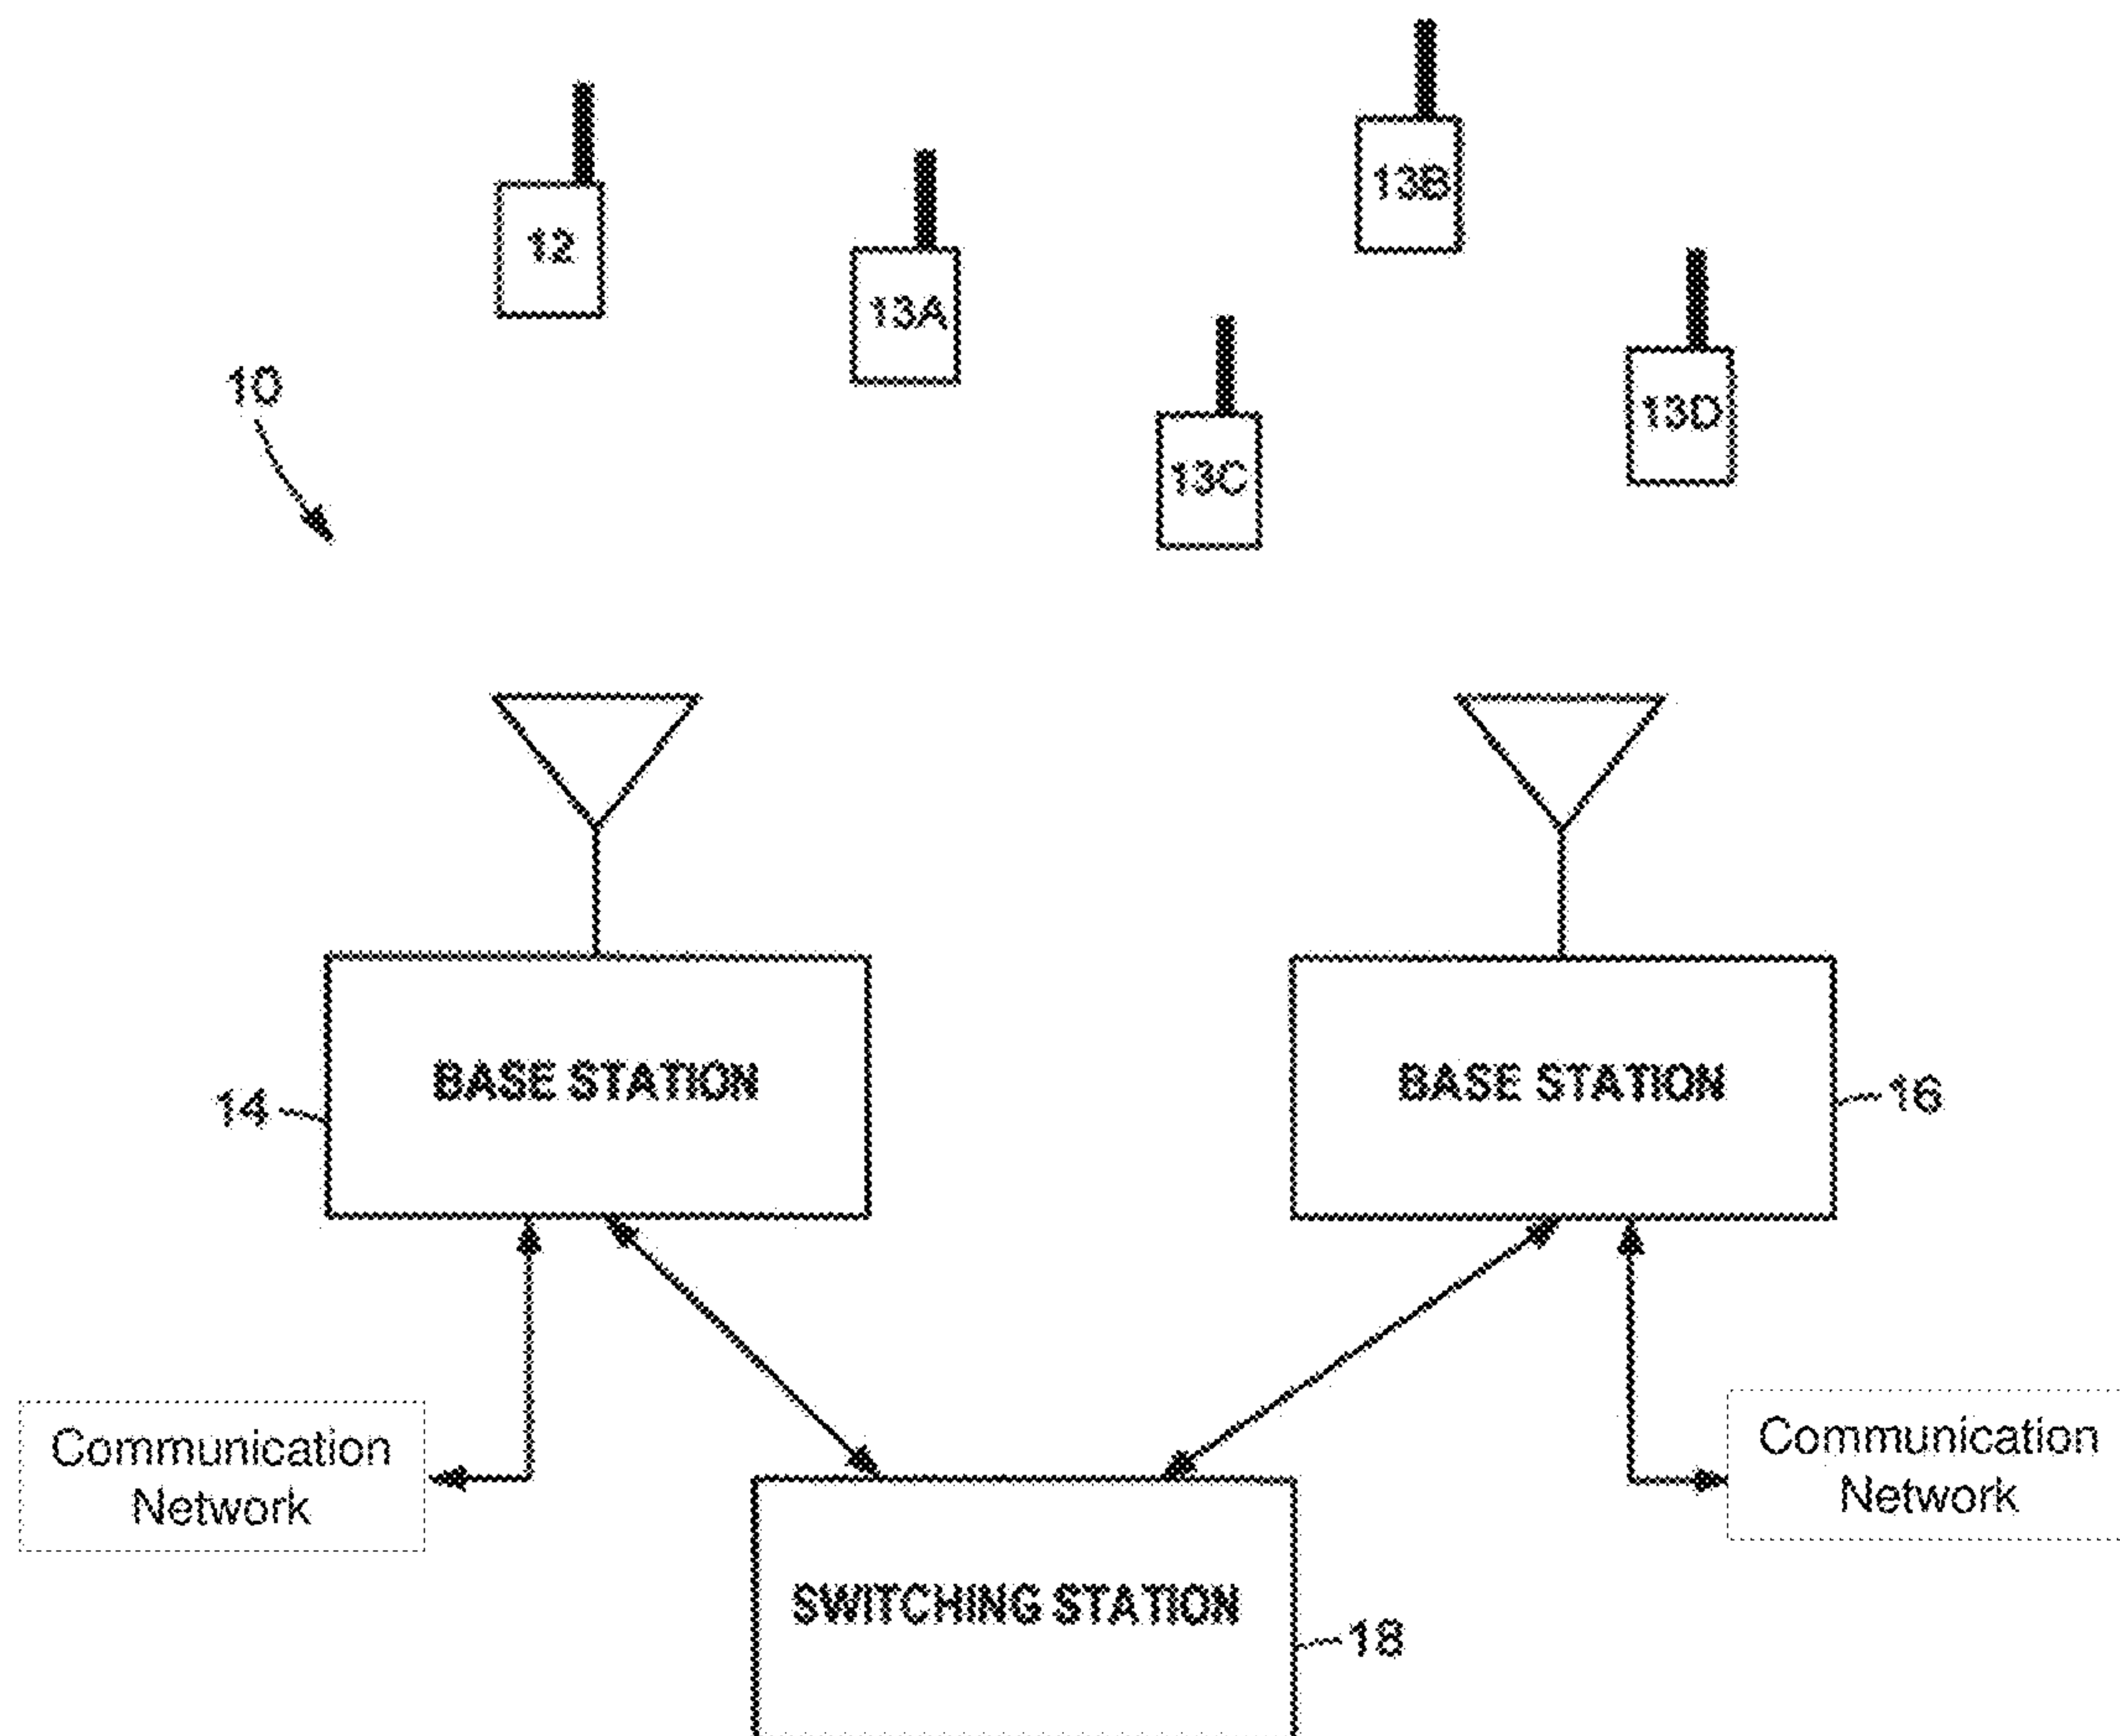 12
13A
13B
13C
13D
10
BASE STATION
14
BASE STATION
16
Communication
Network
Communication
Network
SWITCHING STATION
18